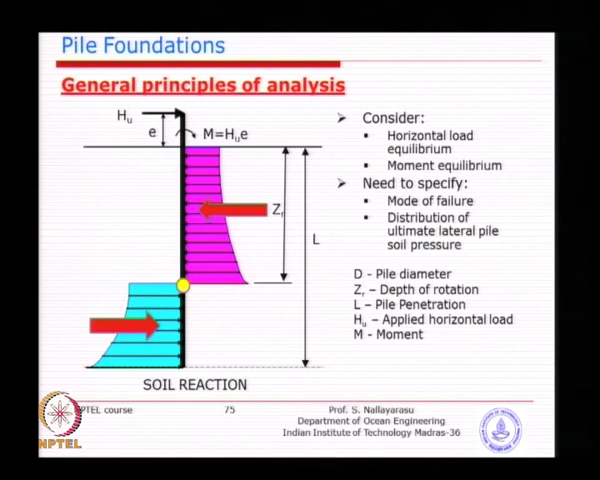 Pile Foundations
General principles of analysis
Hu
e
M=Hue
Zr
L
SOIL REACTION
➢ Consider:
▪ Horizontal load
equilibrium
▪ Moment equilibrium
➢ Need to specify:
▪ Mode of failure
▪ Distribution of
ultimate lateral pile
soil pressure
D - Pile diameter
Zr – Depth of rotation
L – Pile Penetration
Hu – Applied horizontal load
M - Moment
PTEL course
75
Prof. S. Nallayarasu
Department of Ocean Engineering
Indian Institute of Technology Madras-36
NPTEL